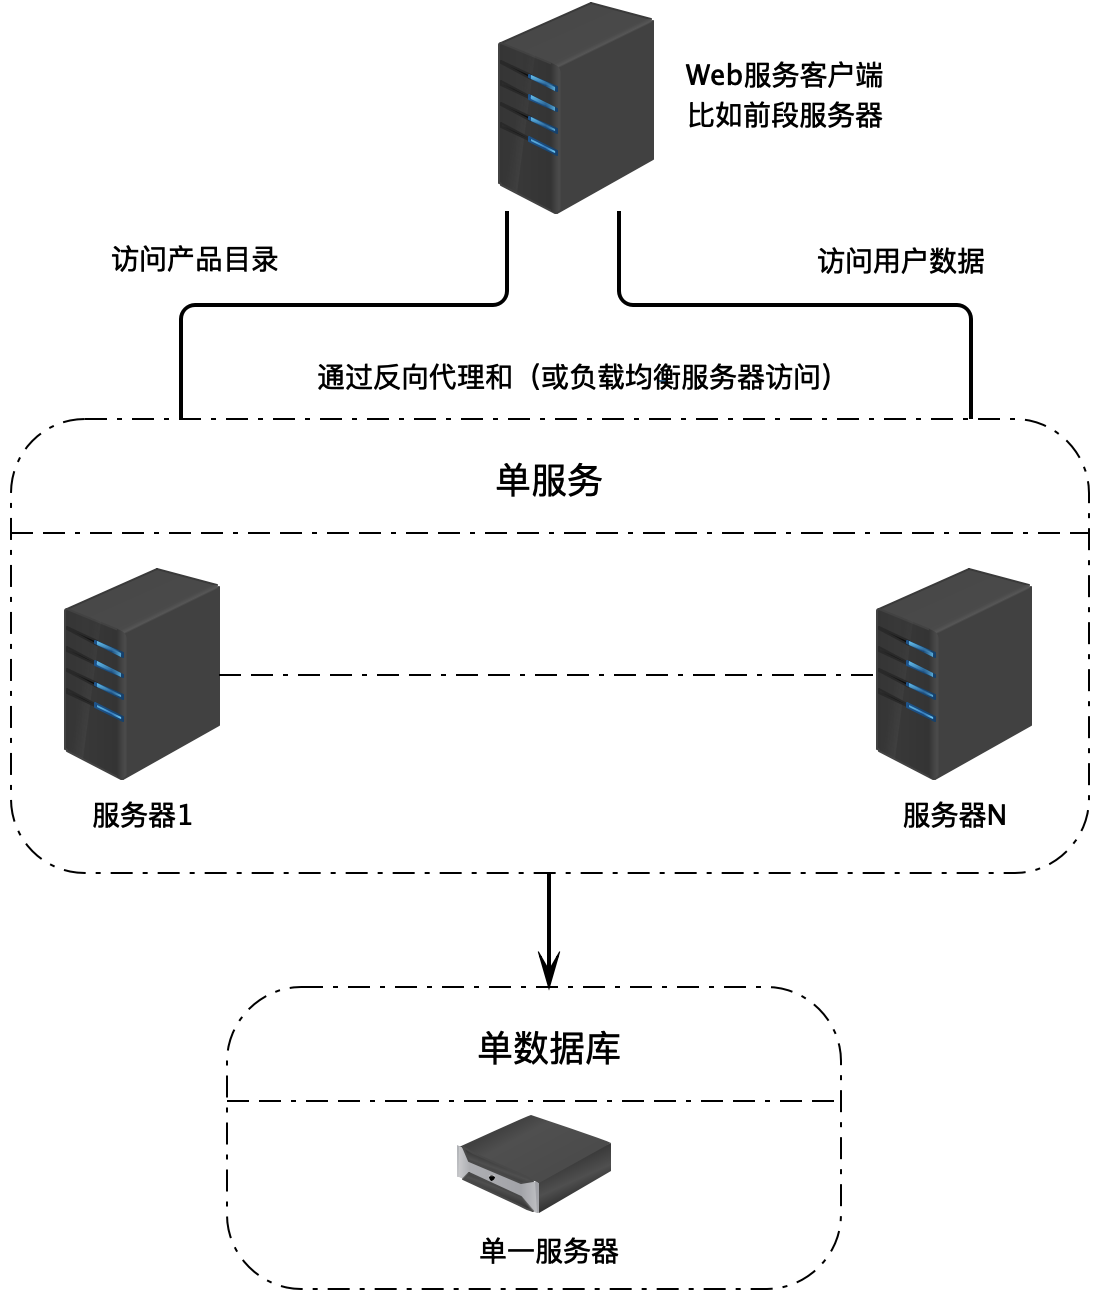 Web服务客户端
比如前段服务器
访问产品目录
访问用户数据
通过反向代理和（或负载均衡服务器访问）
单服务
服务器1
服务器N
单数据库
单一服务器